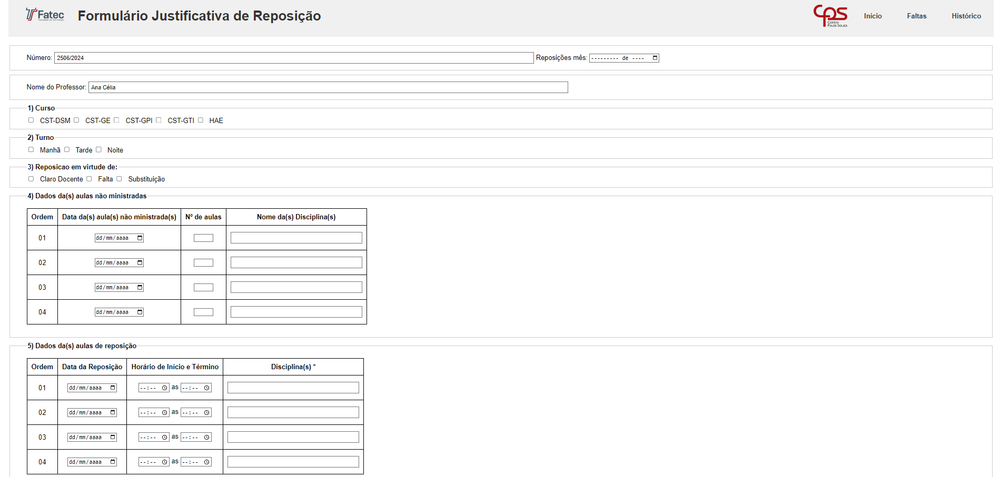 Fatec
Faculdade de Tecnologia
Formulário Justificativa de Reposição
cps
Centro
Paula Souza
Início Faltas Histórico
Número: 2506/2024 Reposições mês: --------- de ----
Nome do Professor: Ana Célia
1) Curso
CST-DSM CST-GE CST-GPI CST-GTI HAE
2) Turno
Manhã Tarde Noite
3) Reposicao em virtude de:
Claro Docente Falta Substituição
4) Dados da(s) aulas não ministradas
Ordem Data da(s) aula(s) não ministrada(s) Nº de aulas Nome da(s) Disciplina(s)
01 dd/mm/aaaa
02 dd/mm/aaaa
03 dd/mm/aaaa
04 dd/mm/aaaa
5) Dados da(s) aulas de reposição
Ordem Data da Reposição Horário de Início e Término Disciplina(s) *
01 dd/mm/aaaa --:-- as --:--
02 dd/mm/aaaa --:-- as --:--
03 dd/mm/aaaa --:-- as --:--
04 dd/mm/aaaa --:-- as --:--